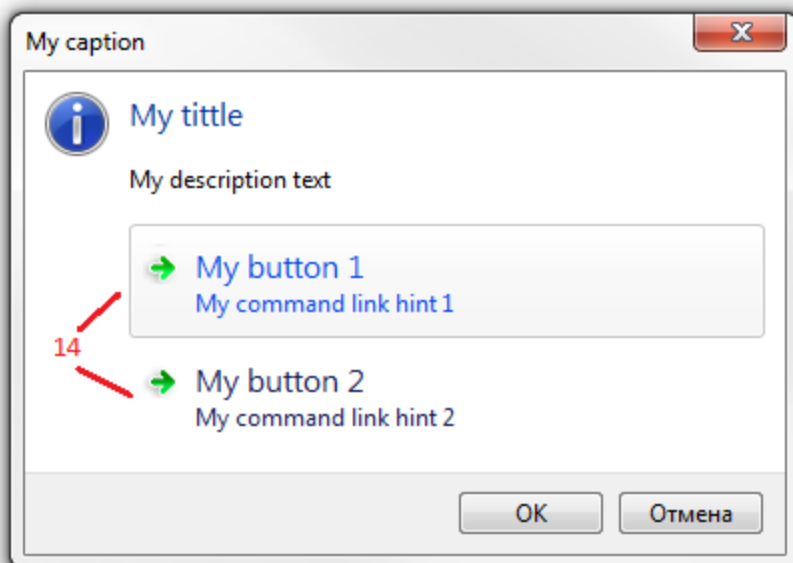 My caption
My tittle
My description text
My button 1
My command link hint 1
14
My button 2
My command link hint 2
OK
Отмена